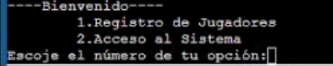 ----Bienvenido----
1.Registro de Jugadores
2.Acceso al Sistema
Escoje el número de tu opción: